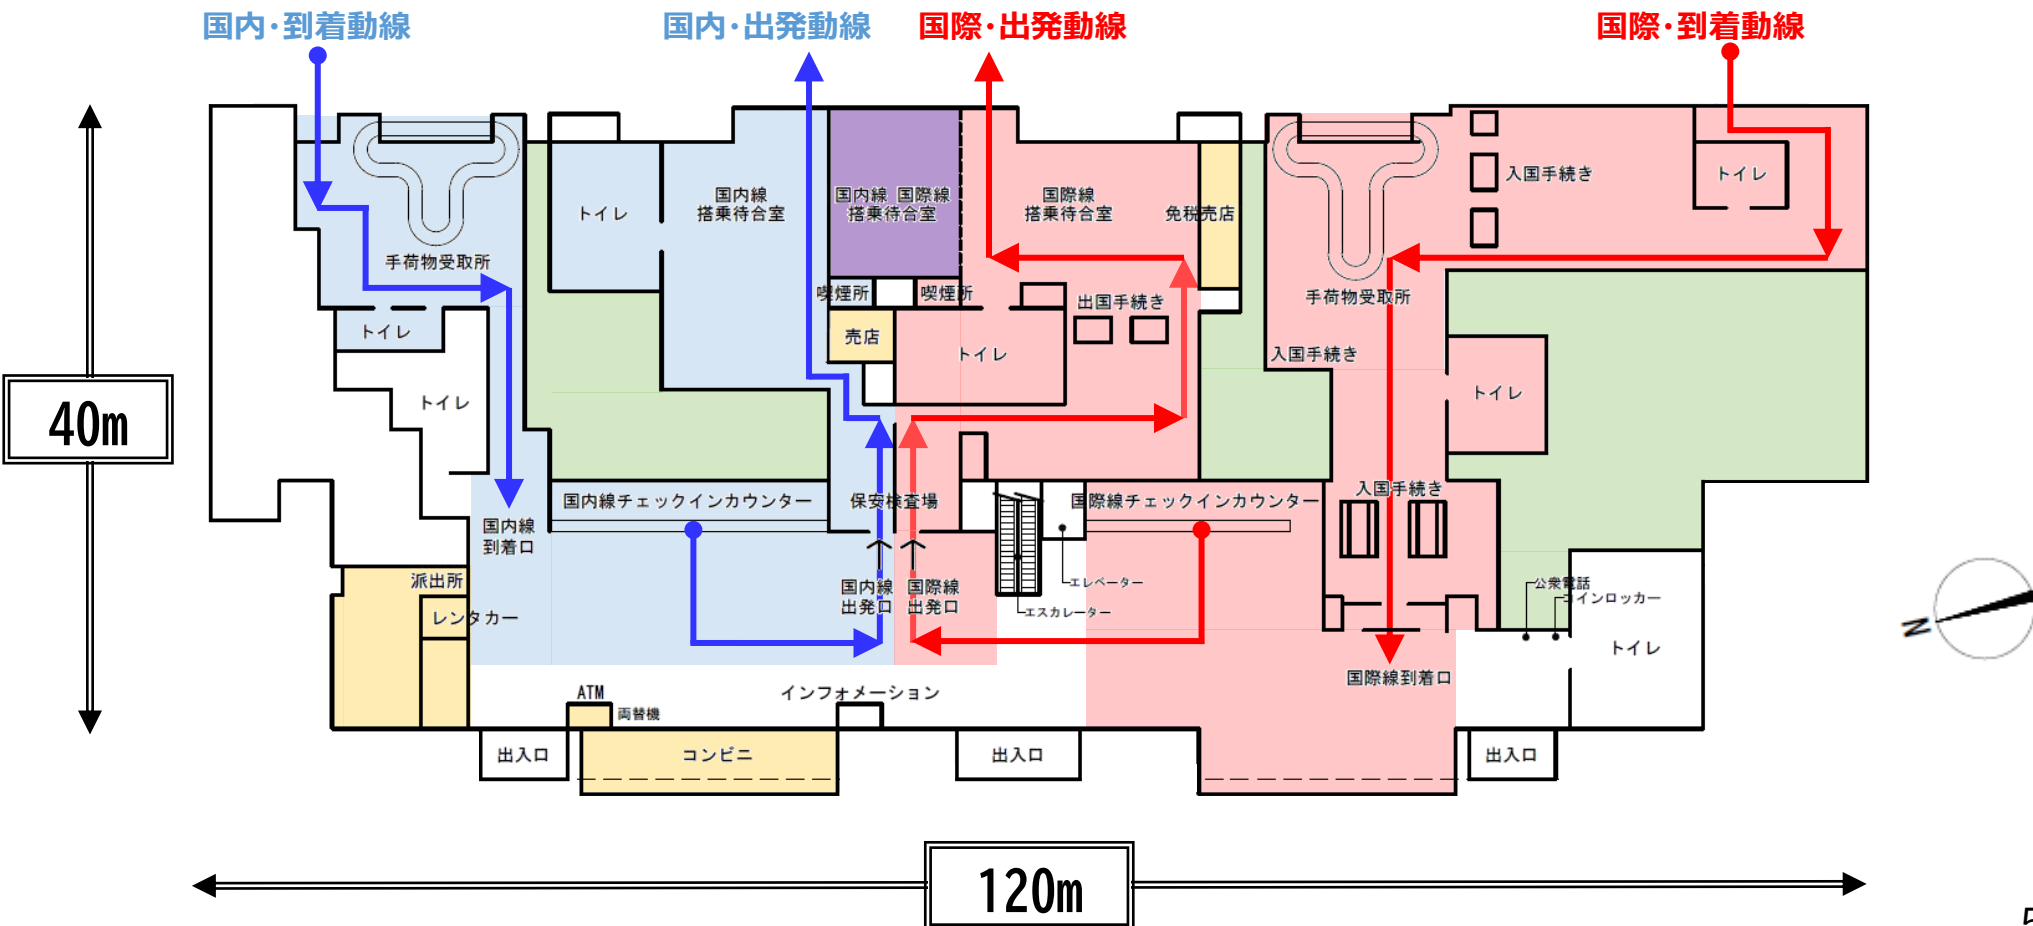 国内･到着動線
国内･出発動線
国際･出発動線
国際･到着動線
入国手続き
トイレ
国内線
搭乗待合室
国内線 国際線
搭乗待合室
国際線
搭乗待合室
免税売店
トイレ
手荷物受取所
喫煙所
喫煙所
出国手続き
手荷物受取所
トイレ
売店
トイレ
入国手続き
トイレ
トイレ
40m
国内線チェックインカウンター
保安検査場
国際線チェックインカウンター
入国手続き
国内線
到着口
派出所
レンタカー
国内線
出発口
国際線
出発口
エレベーター
エスカレーター
公衆電話
コインロッカー
N
トイレ
国際線到着口
ATM
両替機
インフォメーション
出入口
コンビニ
出入口
出入口
120m